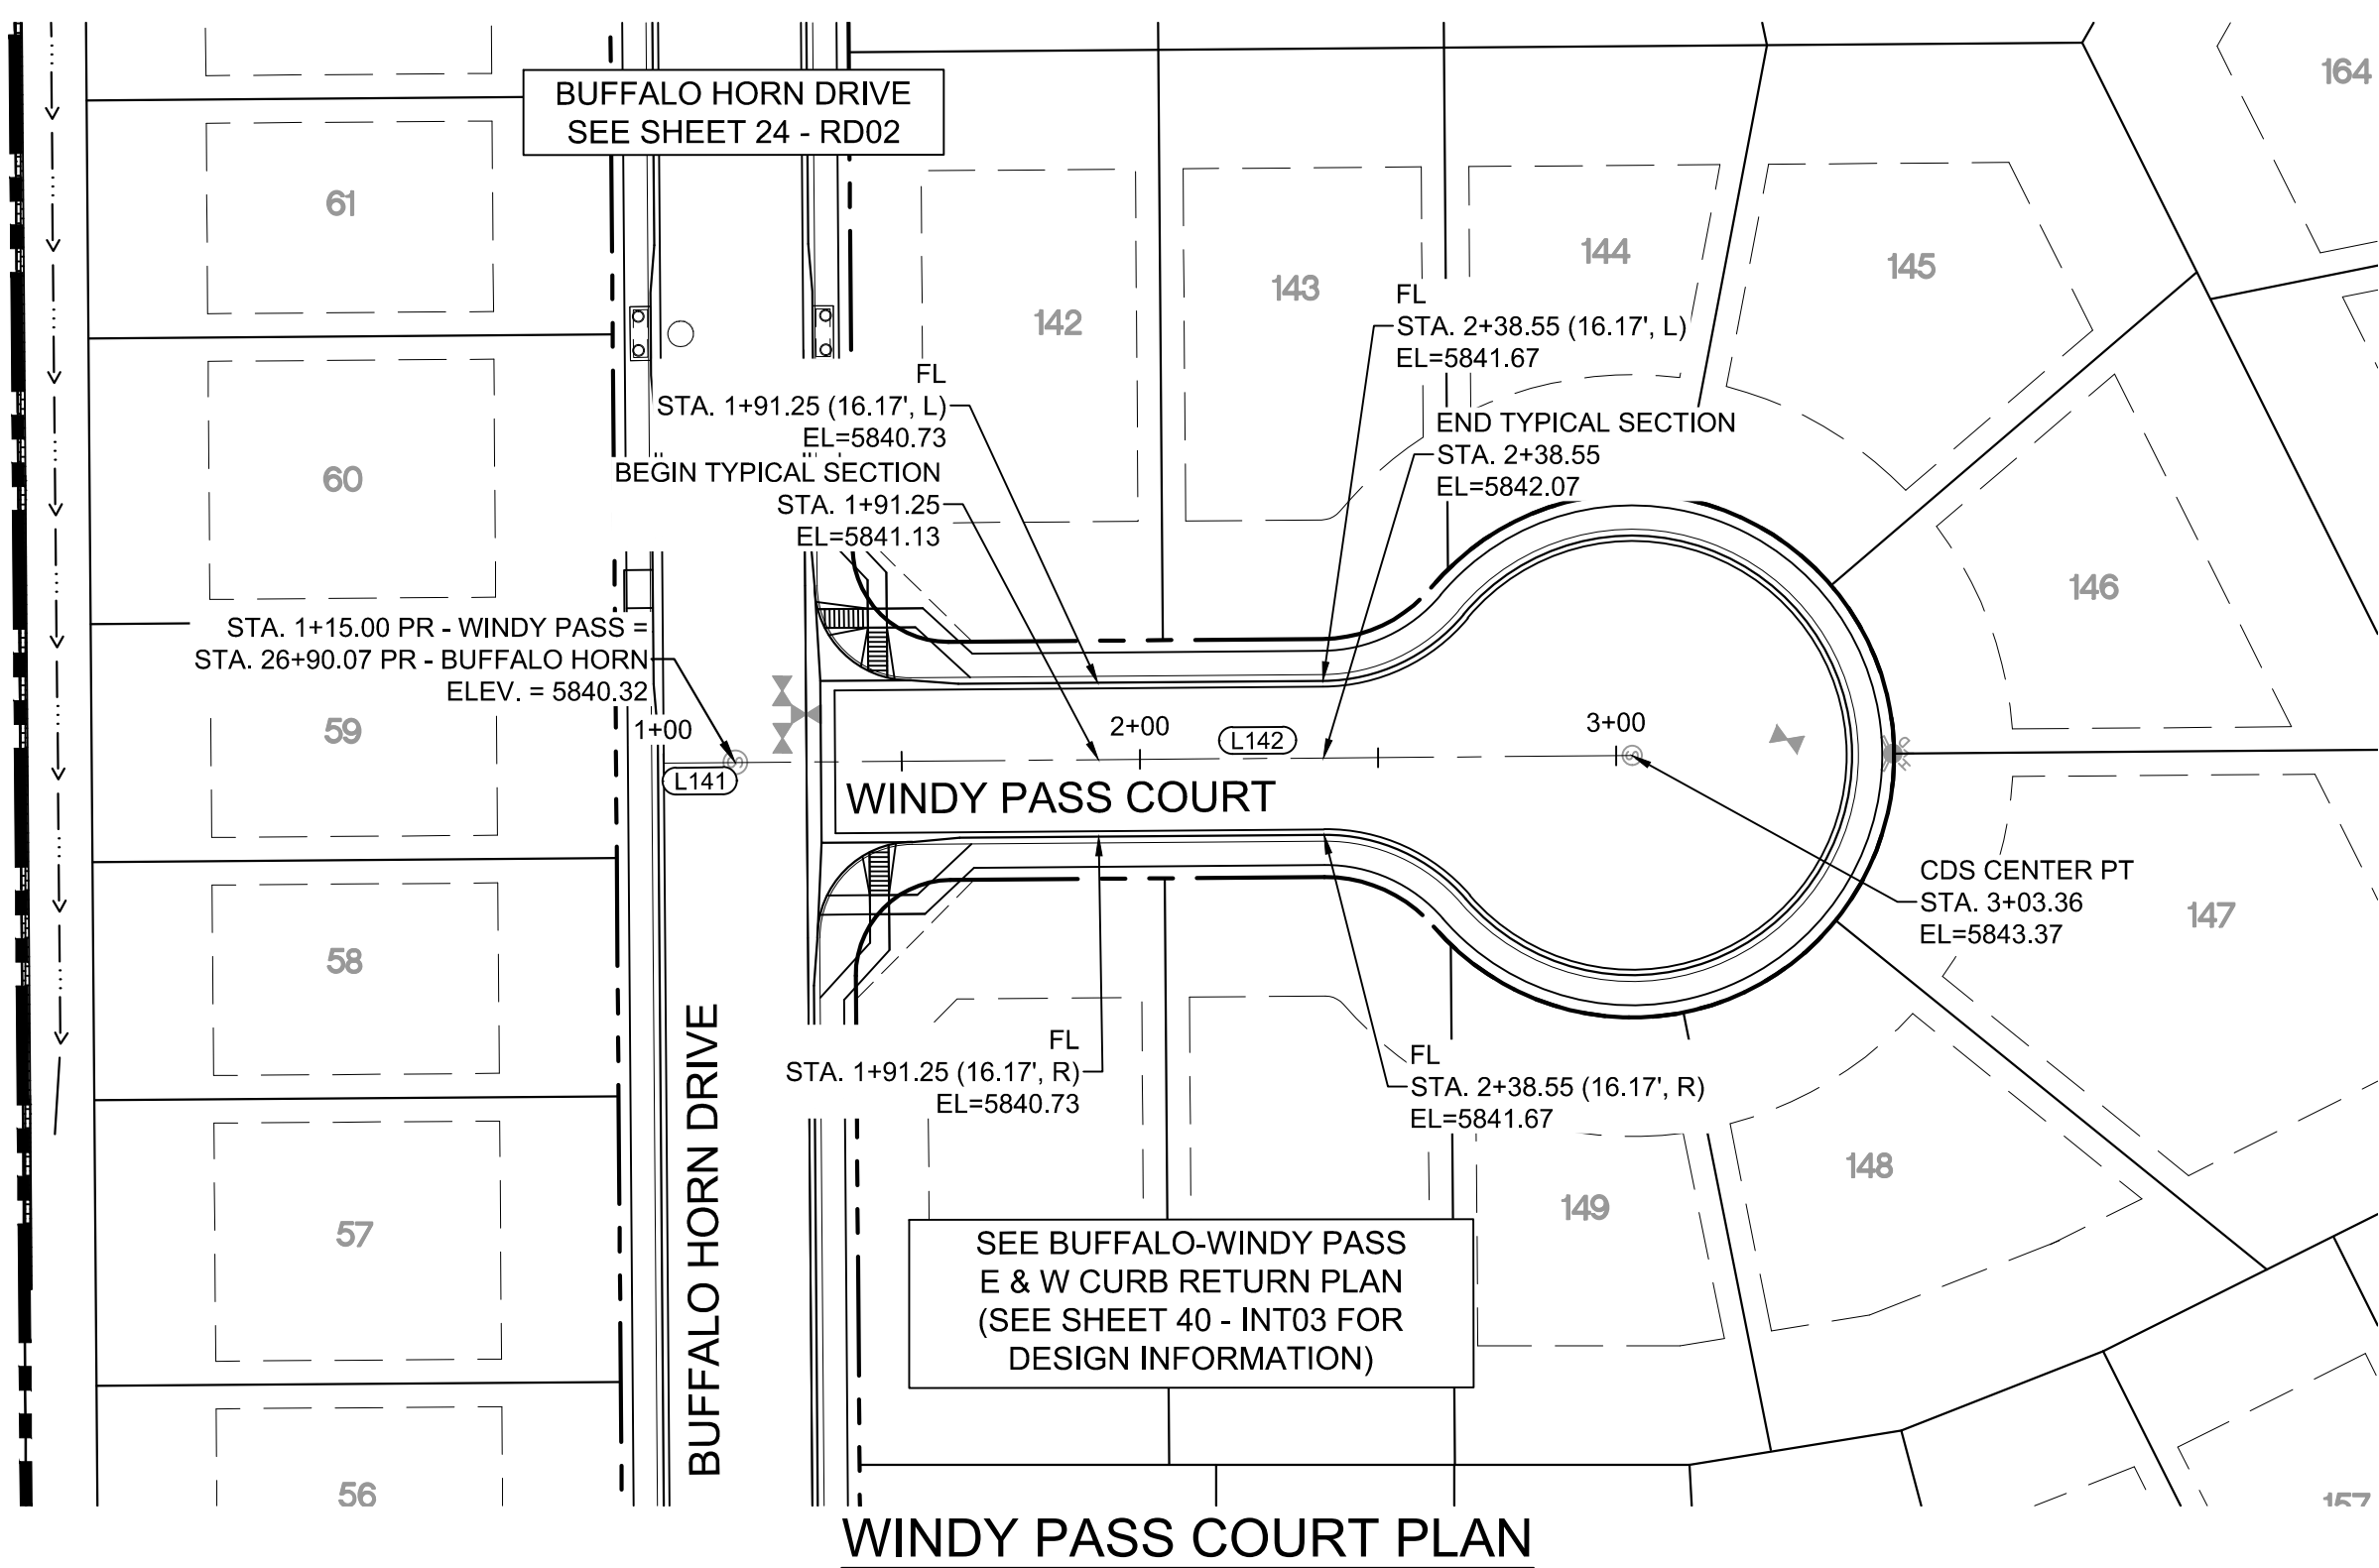 BUFFALO HORN DRIVE
SEE SHEET 24 - RD02
164
61
142
143
144
145
FL
STA. 2+38.55 (16.17', L)
EL=5841.67
FL
STA. 1+91.25 (16.17', L)
EL=5840.73
END TYPICAL SECTION
STA. 2+38.55
EL=5842.07
BEGIN TYPICAL SECTION
STA. 1+91.25
EL=5841.13
60
146
STA. 1+15.00 PR - WINDY PASS =
STA. 26+90.07 PR - BUFFALO HORN
ELEV. = 5840.32
59
1+00
2+00
3+00
L141
L142
S
S
WINDY PASS COURT
CDS CENTER PT
STA. 3+03.36
EL=5843.37
147
58
BUFFALO HORN DRIVE
FL
STA. 1+91.25 (16.17', R)
EL=5840.73
FL
STA. 2+38.55 (16.17', R)
EL=5841.67
148
149
57
SEE BUFFALO-WINDY PASS
E & W CURB RETURN PLAN
(SEE SHEET 40 - INT03 FOR
DESIGN INFORMATION)
56
157
WINDY PASS COURT PLAN